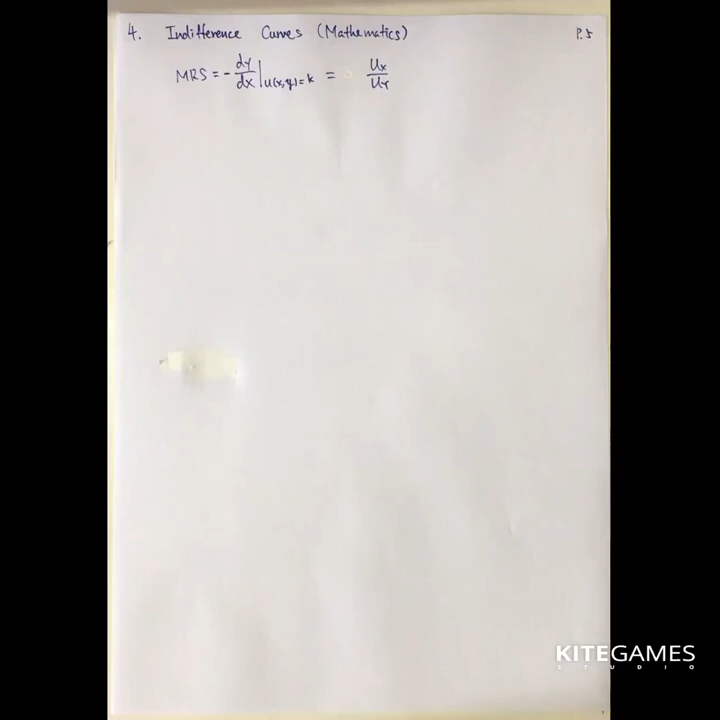 4. Indifference Curves (Mathematics) P.5
MRS = - dy/dx |u(x,y)=k = Ux/Uy
KITEGAMES
STUDIO